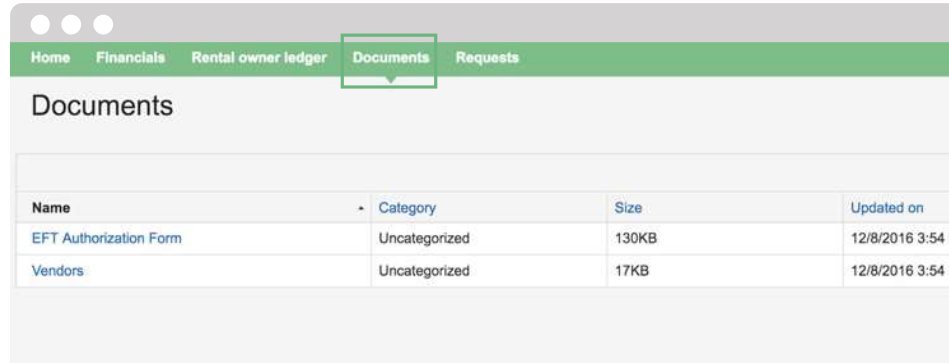 Home Financials Rental owner ledger Documents Requests
Documents
Name Category Size Updated on
EFT Authorization Form Uncategorized 130KB 12/8/2016 3:54
Vendors Uncategorized 17KB 12/8/2016 3:54